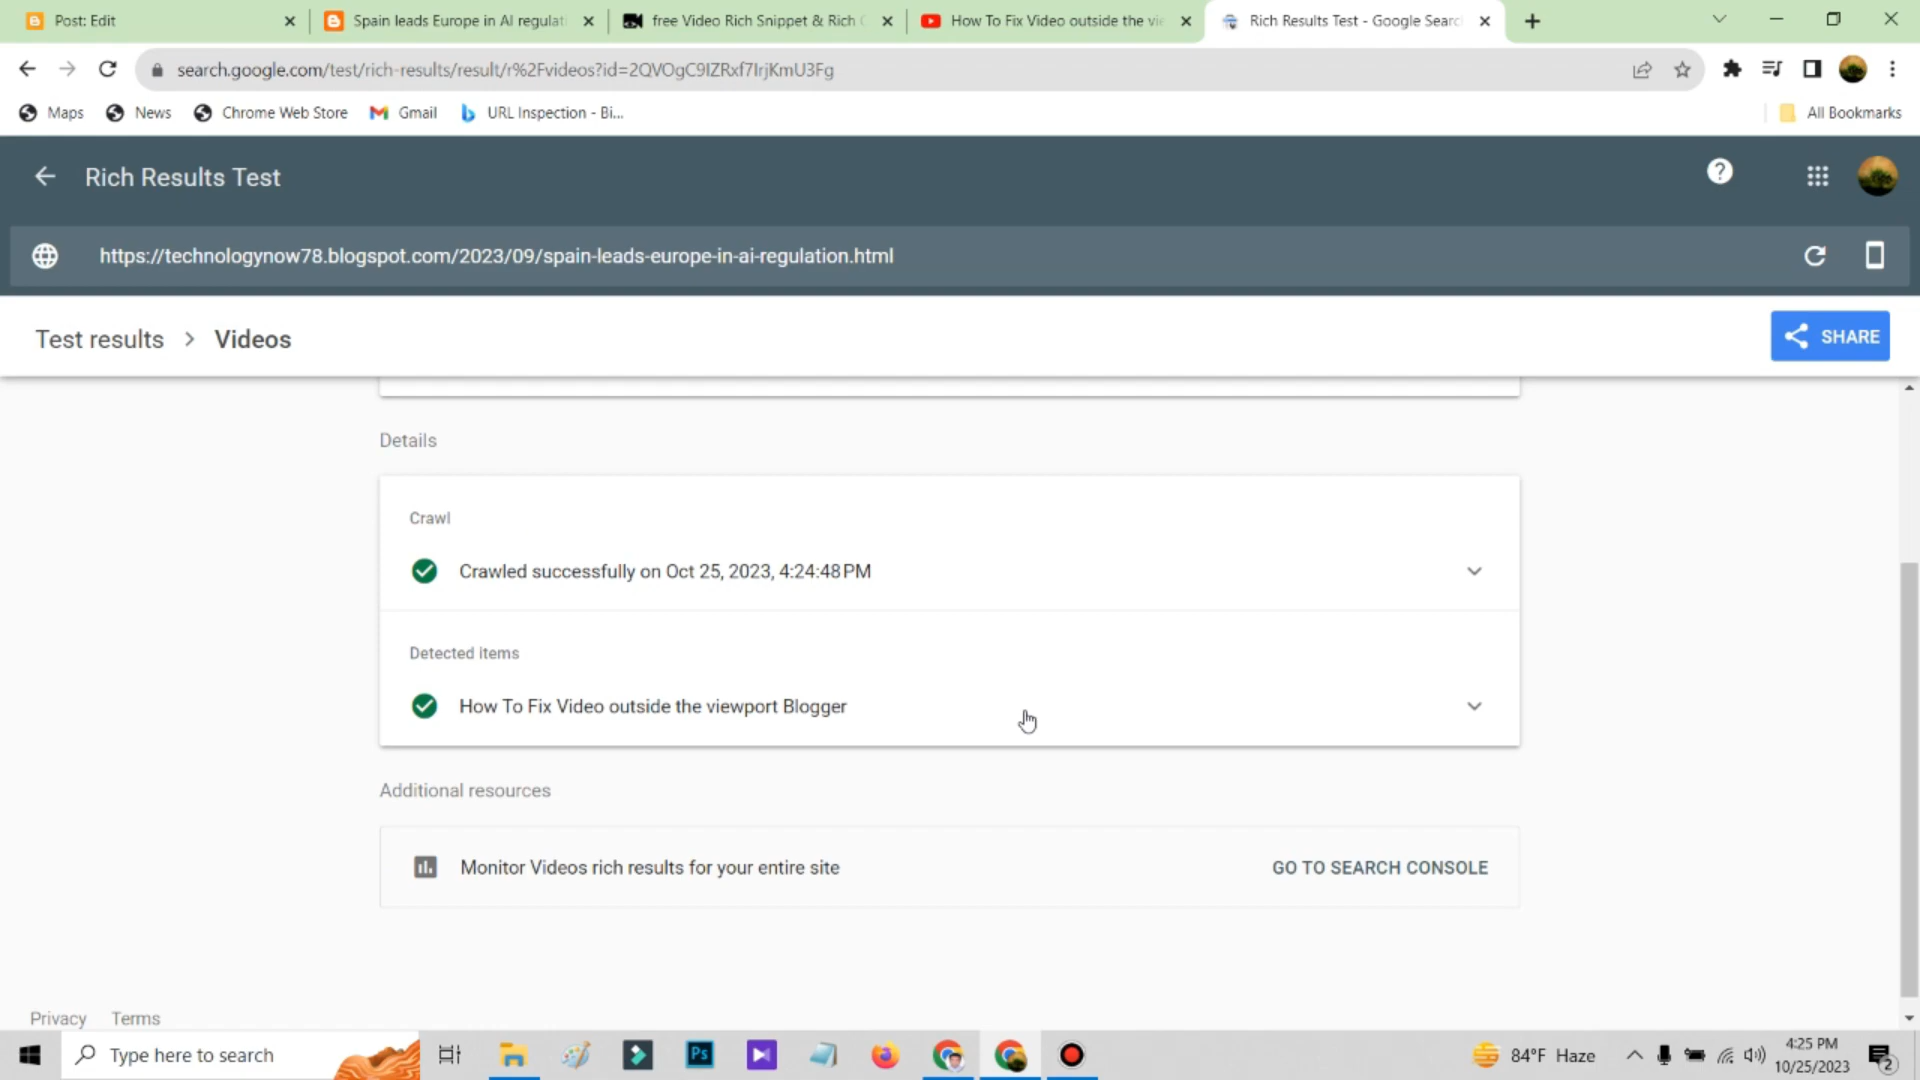 Post: Edit
Spain leads Europe in AI regulati
free Video Rich Snippet & Rich C
How To Fix Video outside the vie
Rich Results Test - Google Searc
search.google.com/test/rich-results/result/r%2Fvideos?id=2QVOgC9IZRxf7IrjKmU3Fg
Maps
News
Chrome Web Store
Gmail
URL Inspection - Bi...
All Bookmarks
Rich Results Test
https://technologynow78.blogspot.com/2023/09/spain-leads-europe-in-ai-regulation.html
Test results
Videos
SHARE
Details
Crawl
Crawled successfully on Oct 25, 2023, 4:24:48 PM
Detected items
How To Fix Video outside the viewport Blogger
Additional resources
Monitor Videos rich results for your entire site
GO TO SEARCH CONSOLE
Privacy
Terms
Type here to search
Ps
84°F Haze
4:25 PM
10/25/2023
2